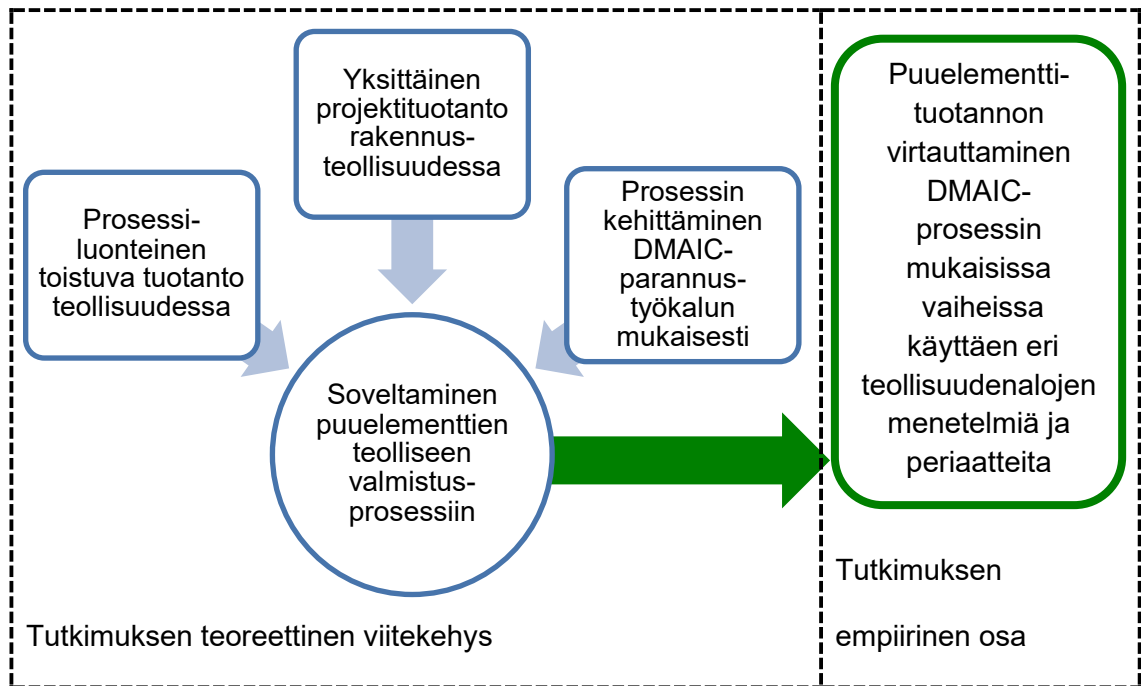 Prosessi-
luonteinen
toistuva tuotanto
teollisuudessa
Yksittäinen
projektituotanto
rakennus-
teollisuudessa
Prosessin
kehittäminen
DMAIC-
parannus-
työkalun
mukaisesti
Soveltaminen
puuelementtien
teolliseen
valmistus-
prosessiin
Tutkimuksen teoreettinen viitekehys
Puuelementti-
tuotannon
virtauttaminen
DMAIC-
prosessin
mukaisissa
vaiheissa
käyttäen eri
teollisuudenalojen
menetelmiä ja
periaatteita
Tutkimuksen
empiirinen osa